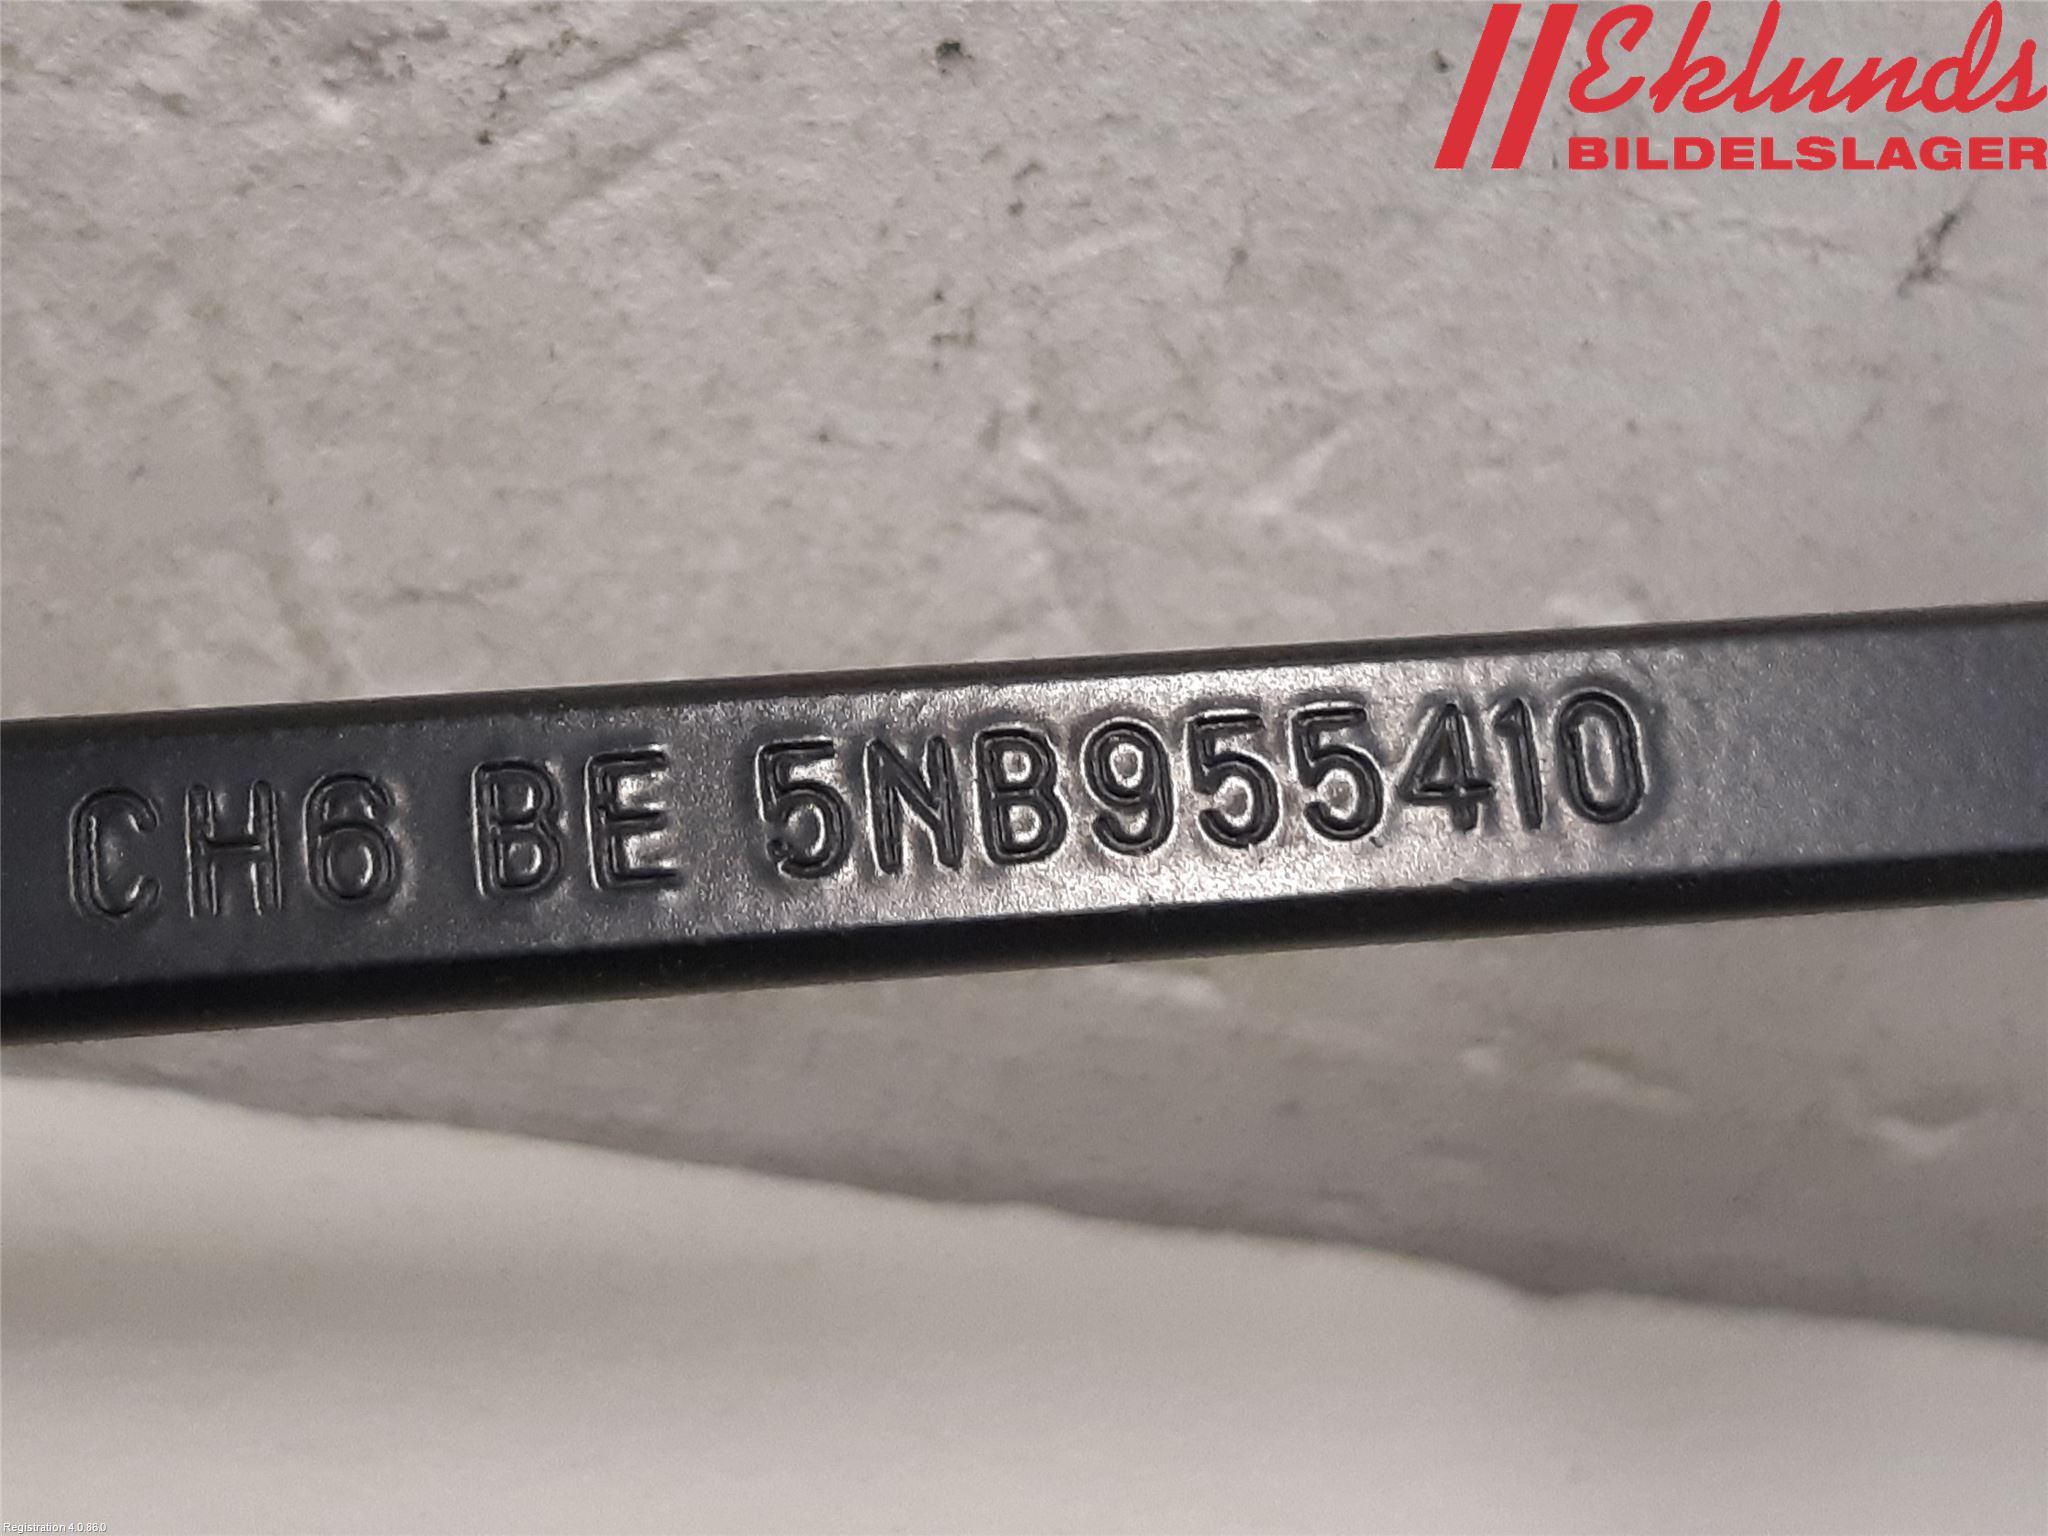 Eklunds
BILDELSLAGER
CH6 BE 5NB955410
Registration 4.0.86.0